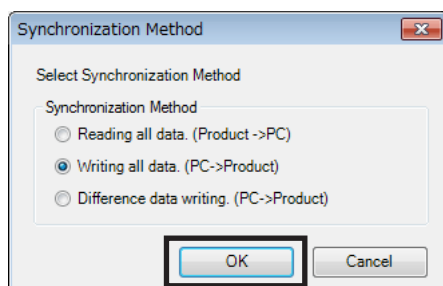 Synchronization Method
Select Synchronization Method
Synchronization Method
Reading all data. (Product ->PC)
Writing all data. (PC->Product)
Difference data writing. (PC->Product)
OK Cancel